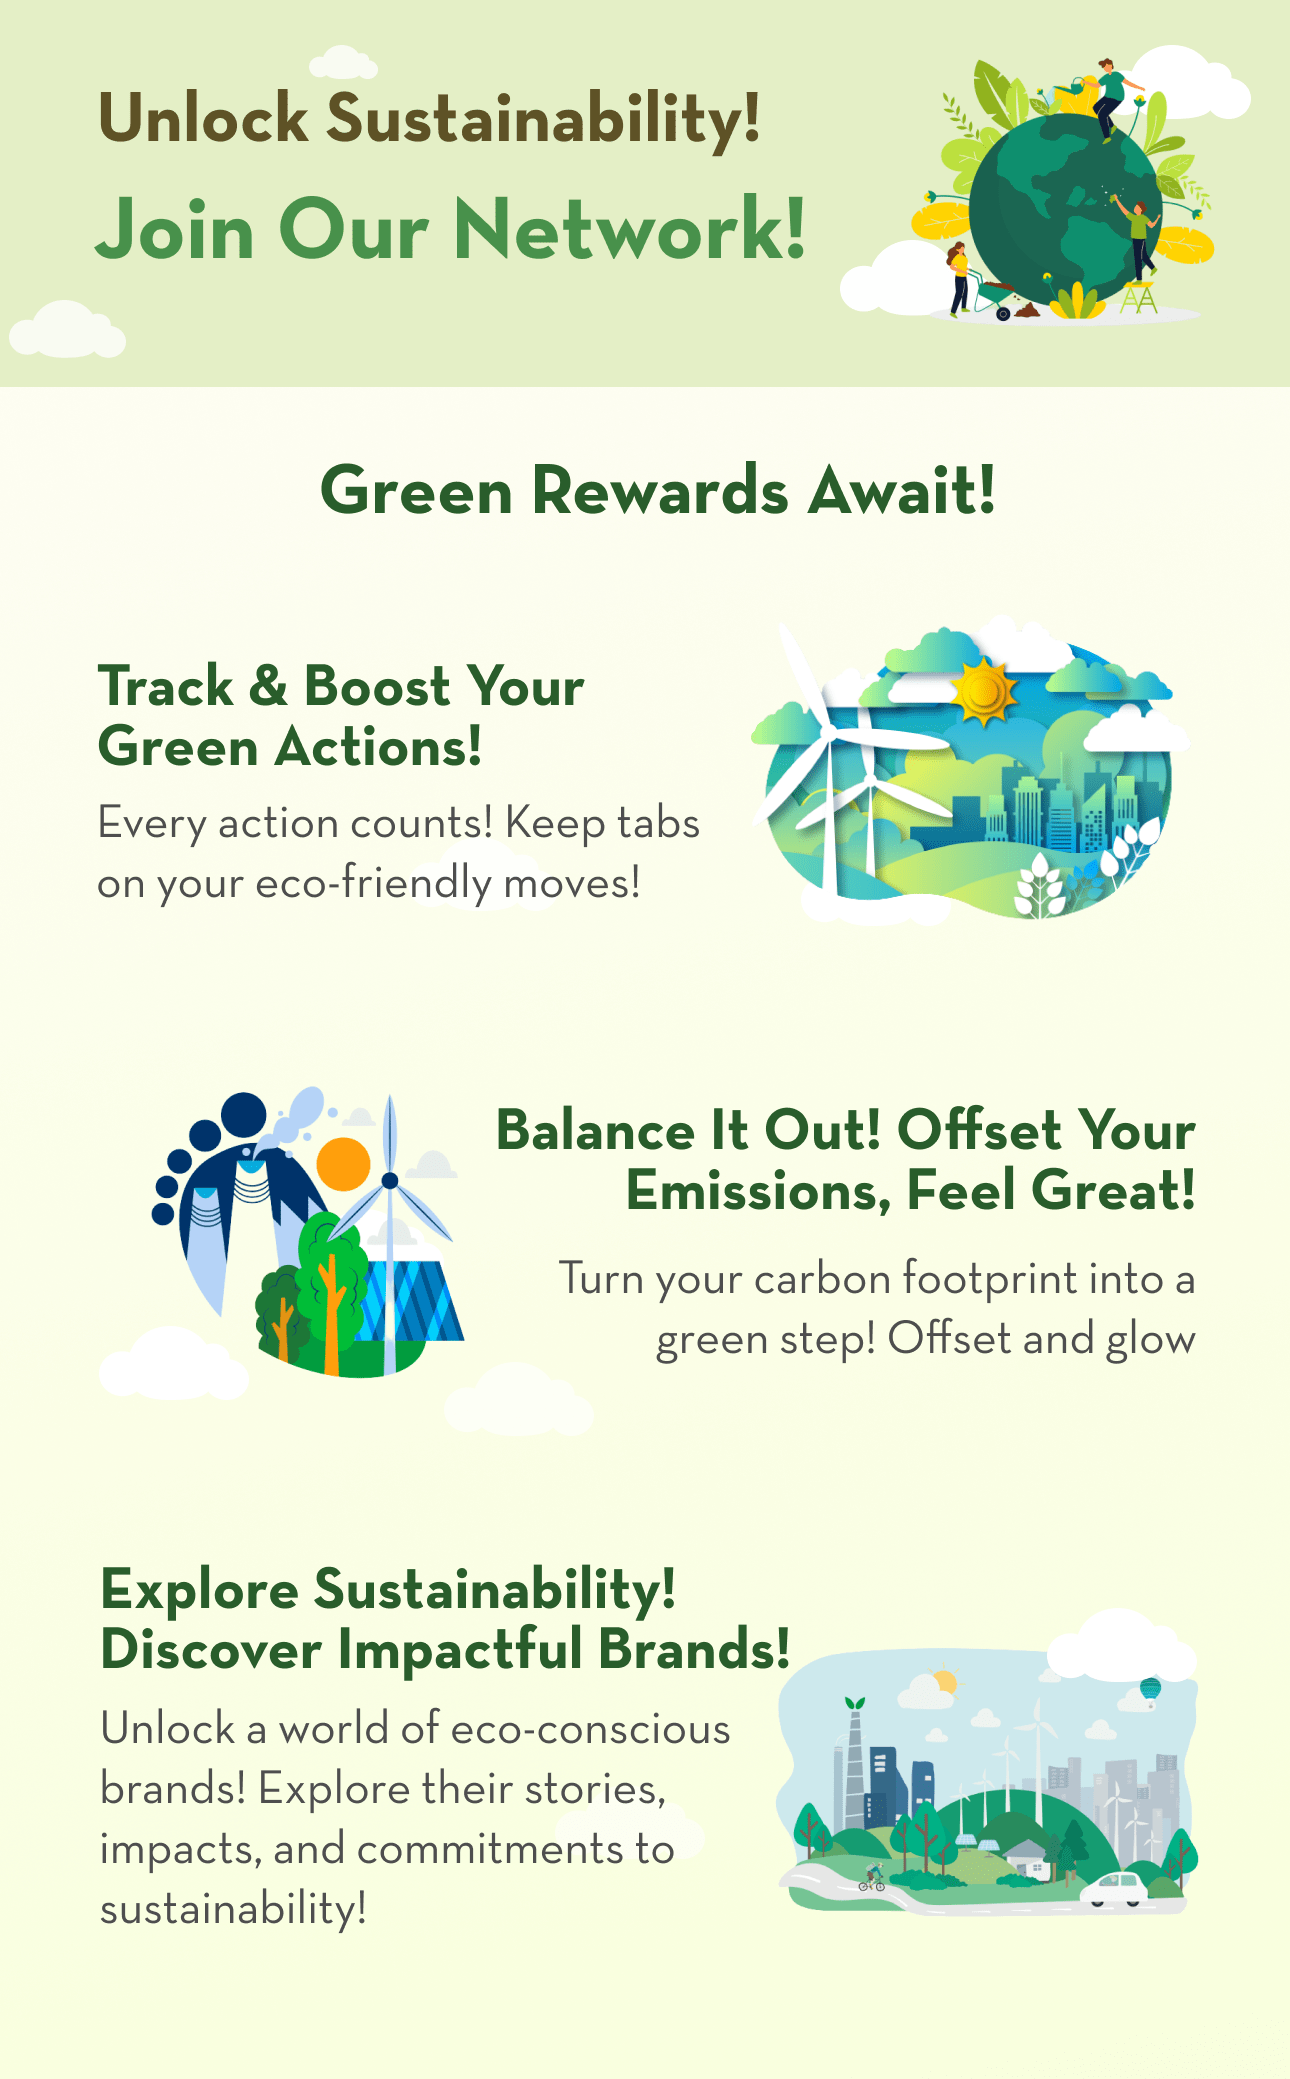 Unlock Sustainability!
Join Our Network!
Green Rewards Await!
Track & Boost Your
Green Actions!
Every action counts! Keep tabs
on your eco-friendly moves!
Balance It Out! Offset Your
Emissions, Feel Great!
Turn your carbon footprint into a
green step! Offset and glow
Explore Sustainability!
Discover Impactful Brands!
Unlock a world of eco-conscious
brands! Explore their stories,
impacts, and commitments to
sustainability!